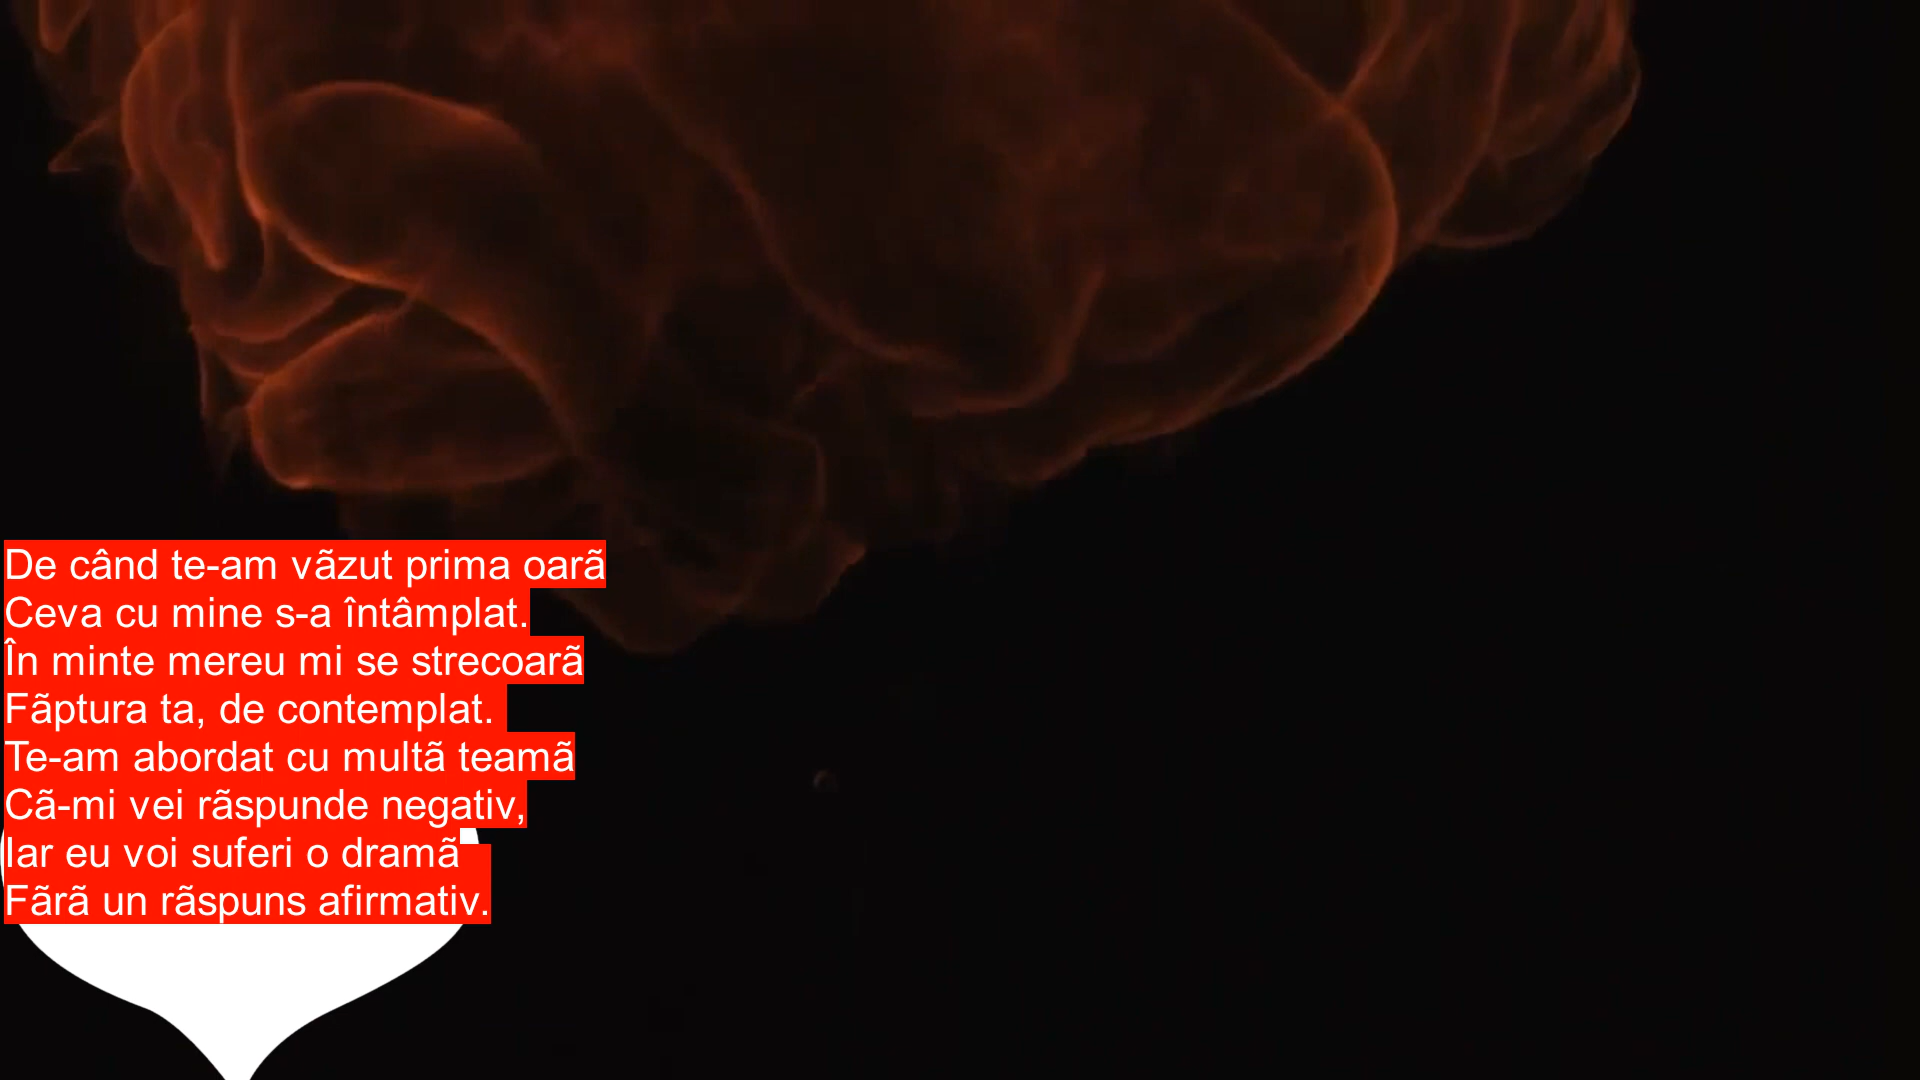 De când te-am vãzut prima oarã
Ceva cu mine s-a întâmplat.
În minte mereu mi se strecoarã
Fãptura ta, de contemplat.
Te-am abordat cu multã teamã
Cã-mi vei rãspunde negativ,
Iar eu voi suferi o dramã
Fãrã un rãspuns afirmativ.